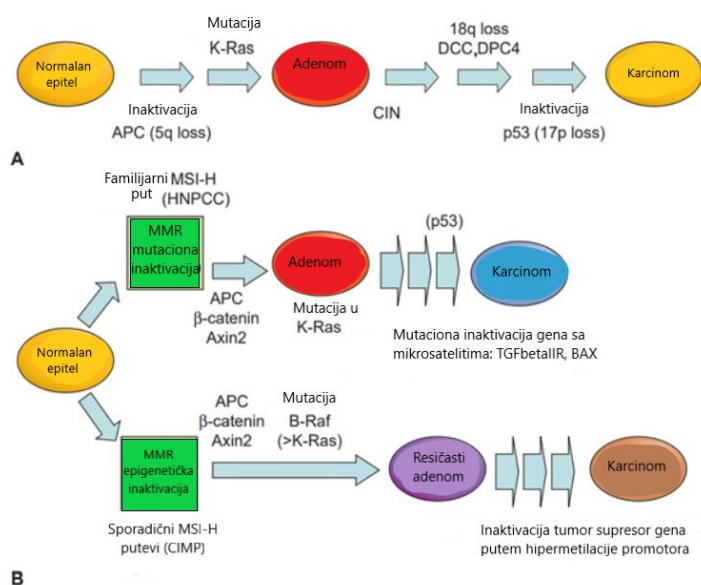 Mutacija
K-Ras
18q loss
DCC,DPC4
Normalan
epitel
Adenom
Karcinom
Inaktivacija
APC (5q loss)
CIN
Inaktivacija
p53 (17p loss)
A
Familijarni
put
MSI-H
(HNPCC)
MMR
mutaciona
inaktivacija
Adenom
(p53)
Karcinom
APC
β-catenin
Axin2
Mutacija u
K-Ras
Mutaciona inaktivacija gena sa
mikrosatelitima: TGFbetaIIR, BAX
Normalan
epitel
APC
β-catenin
Axin2
Mutacija
B-Raf
(>K-Ras)
MMR
epigenetička
inaktivacija
Resičasti
adenom
Karcinom
Sporadični MSI-H
putevi (CIMP)
Inaktivacija tumor supresor gena
putem hipermetilacije promotora
B